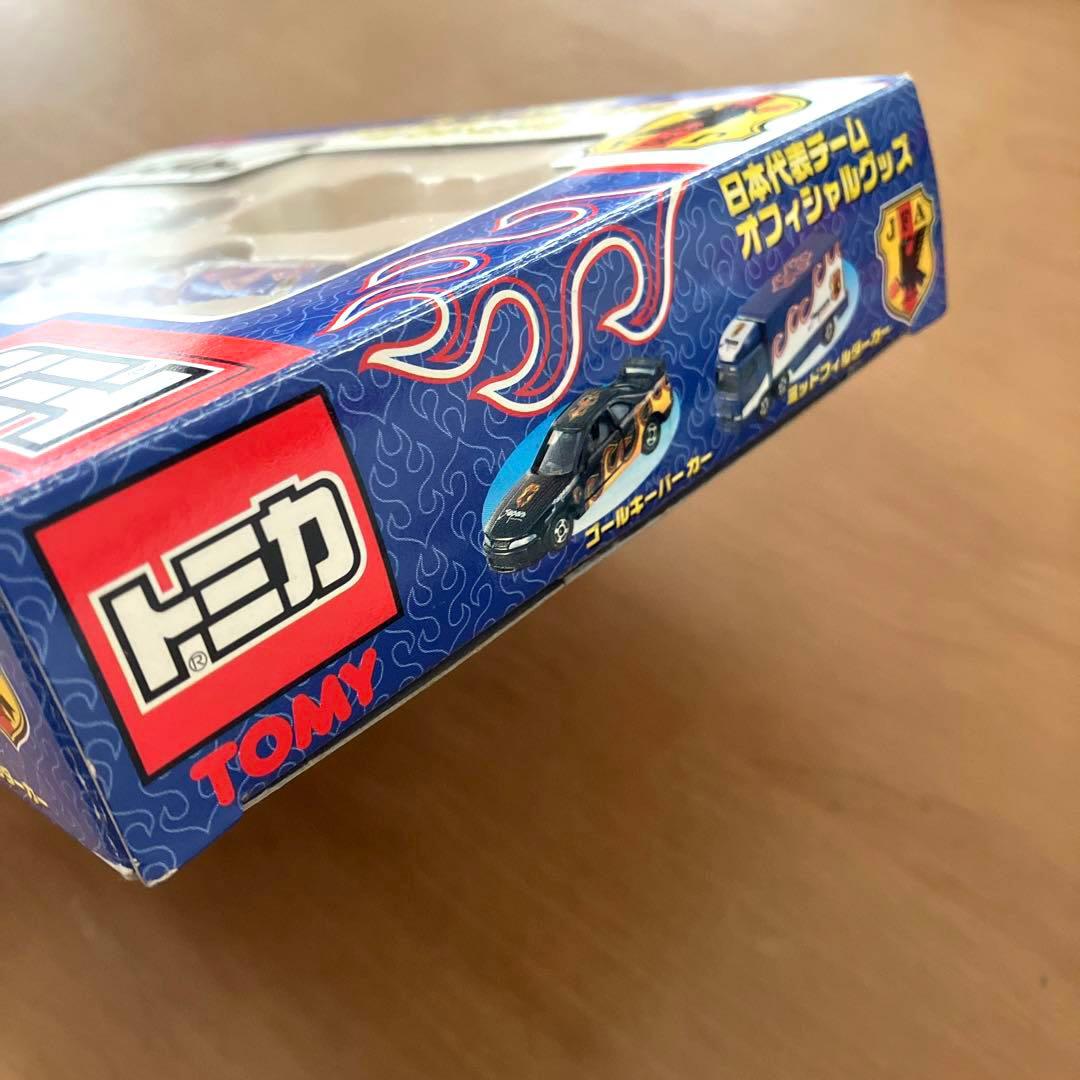 日本代表チーム
オフィシャルグッズ
JFA
ミッドフィルダーカー
ゴールキーパーカー
Japan
トミカ
®
TOMY